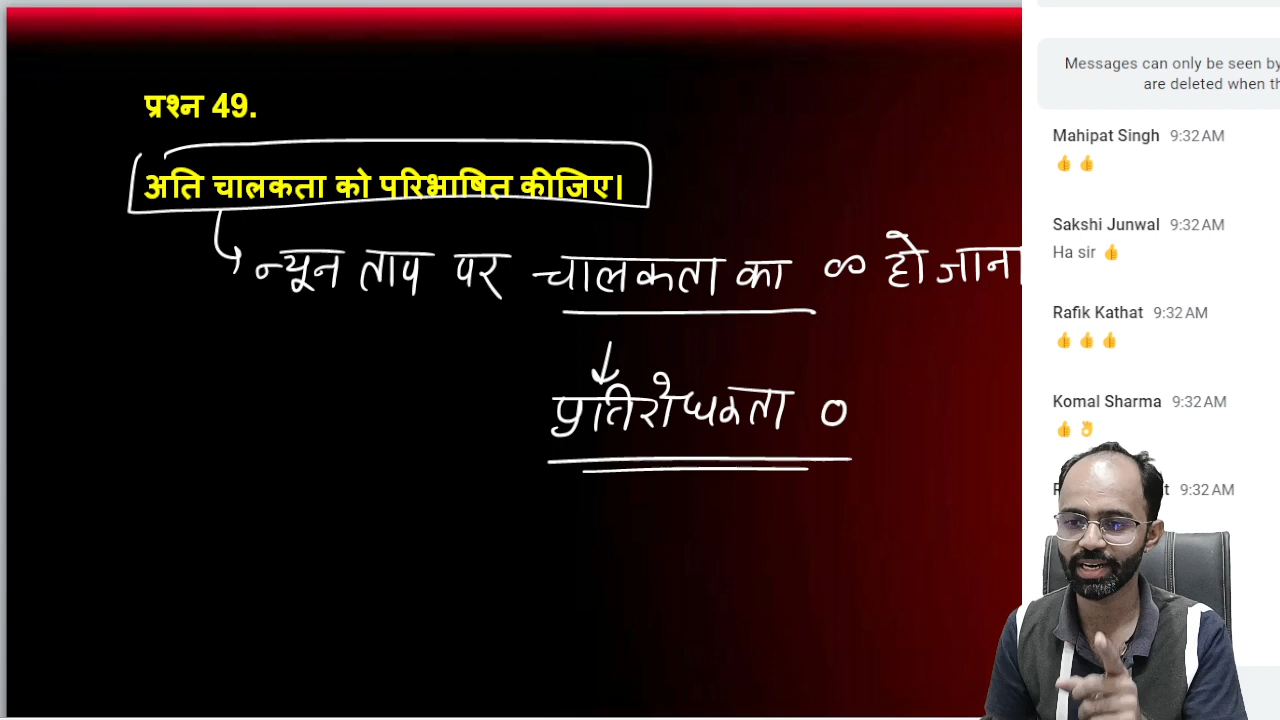 प्रश्न 49.
अति चालकता को परिभाषित कीजिए।
न्यून ताप पर चालकता का ∞ हो जाना
प्रतिरोधकता 0
Messages can only be seen by
are deleted when th
Mahipat Singh 9:32 AM
👍 👍
Sakshi Junwal 9:32 AM
Ha sir 👍
Rafik Kathat 9:32 AM
👍 👍 👍
Komal Sharma 9:32 AM
👍 👌
9:32 AM